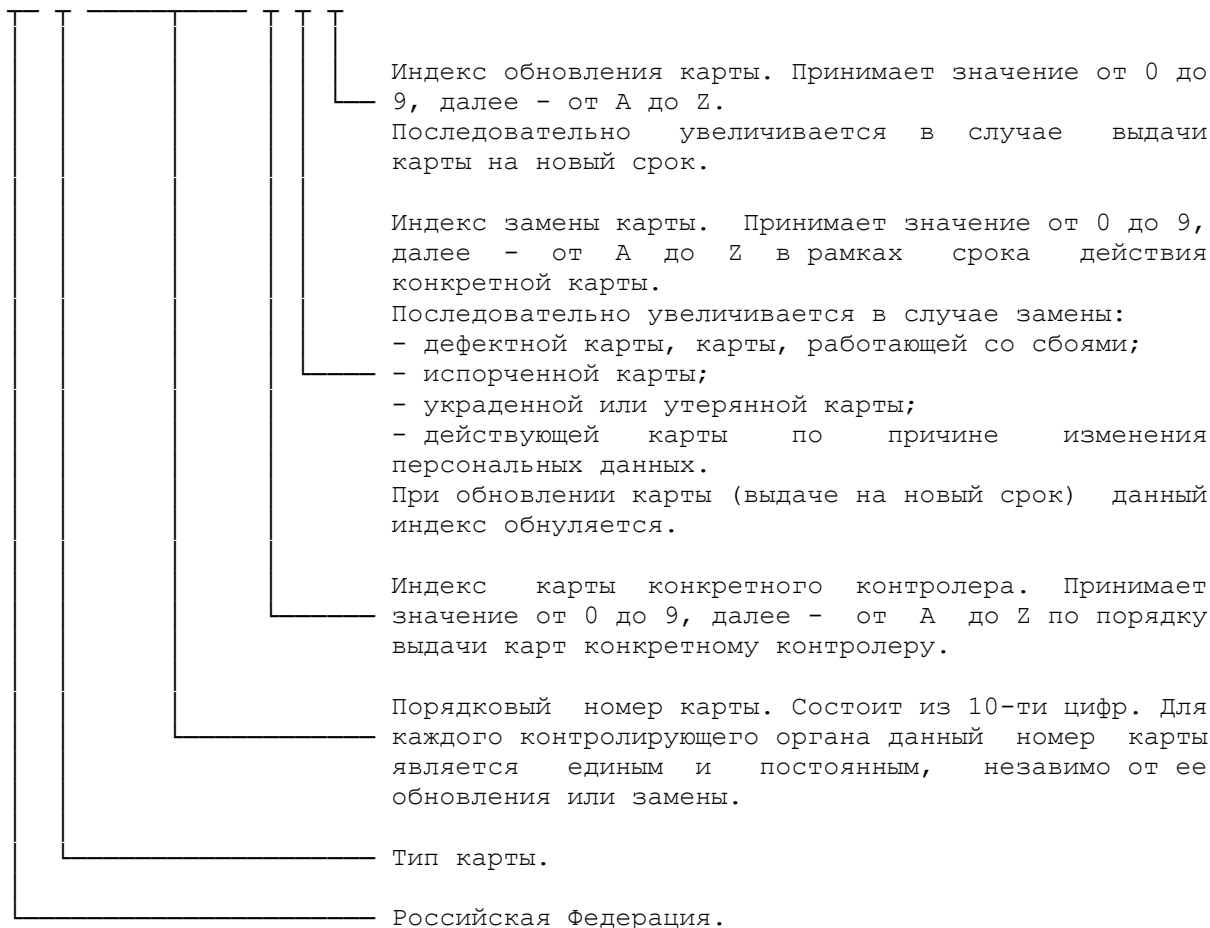 Индекс обновления карты. Принимает значение от 0 до
9, далее - от A до Z.
Последовательно увеличивается в случае выдачи
карты на новый срок.
Индекс замены карты. Принимает значение от 0 до 9,
далее - от A до Z в рамках срока действия
конкретной карты.
Последовательно увеличивается в случае замены:
- дефектной карты, карты, работающей со сбоями;
- испорченной карты;
- украденной или утерянной карты;
- действующей карты по причине изменения
персональных данных.
При обновлении карты (выдаче на новый срок) данный
индекс обнуляется.
Индекс карты конкретного контролера. Принимает
значение от 0 до 9, далее - от A до Z по порядку
выдачи карт конкретному контролеру.
Порядковый номер карты. Состоит из 10-ти цифр. Для
каждого контролирующего органа данный номер карты
является единым и постоянным, незавимо от ее
обновления или замены.
Тип карты.
Российская Федерация.